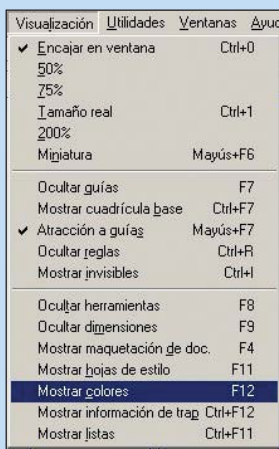 Visualización Utilidades Ventanas Ayuc
✓ Encajar en ventana Ctrl+0
50%
75%
Tamaño real Ctrl+1
200%
Miniatura Mayús+F6
Ocultar guías F7
Mostrar cuadrícula base Ctrl+F7
✓ Atracción a guías Mayús+F7
Ocultar reglas Ctrl+R
Mostrar invisibles Ctrl+I
Ocultar herramientas F8
Ocultar dimensiones F9
Mostrar maquetación de doc. F4
Mostrar hojas de estilo F11
Mostrar colores F12
Mostrar información de trap Ctrl+F12
Mostrar listas Ctrl+F11